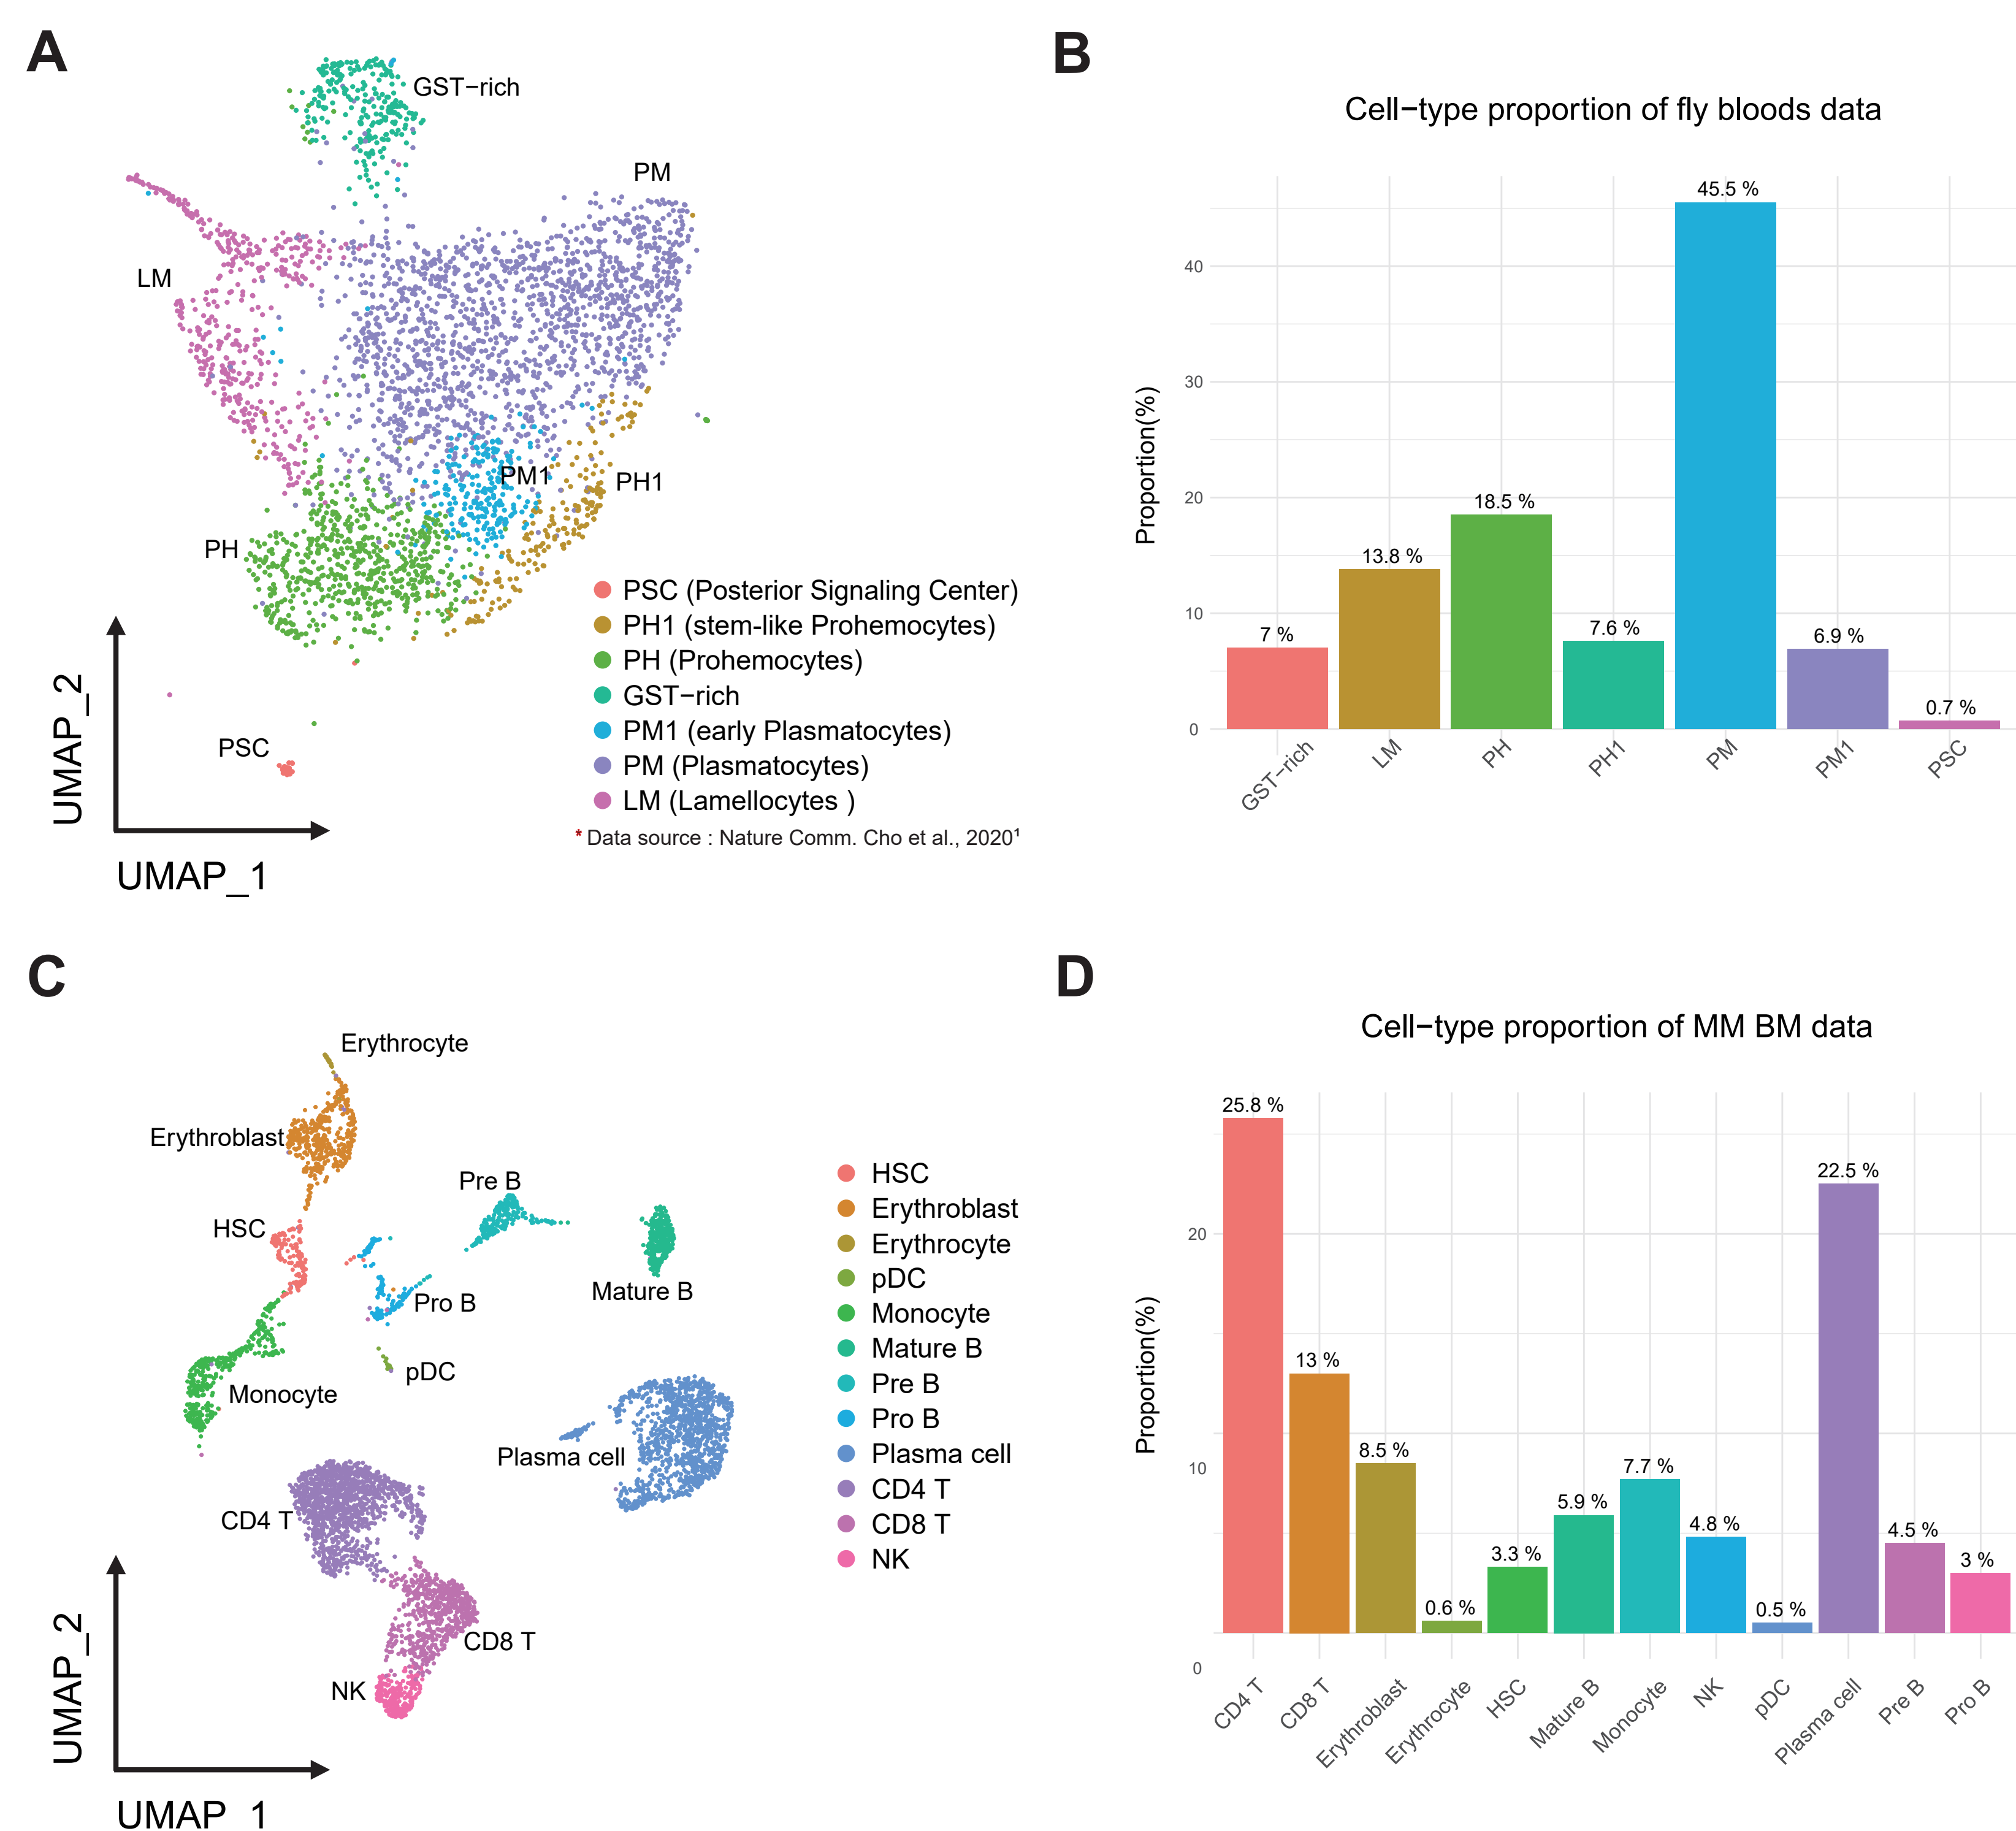 A
GST−rich
PM
LM
PM1
PH1
PH
PSC
PSC (Posterior Signaling Center)
PH1 (stem-like Prohemocytes)
PH (Prohemocytes)
GST−rich
PM1 (early Plasmatocytes)
PM (Plasmatocytes)
LM (Lamellocytes )
* Data source : Nature Comm. Cho et al., 2020¹
UMAP_2
UMAP_1
B
Cell−type proportion of fly bloods data
Proportion(%)
40
30
20
10
0
7 %
13.8 %
18.5 %
7.6 %
45.5 %
6.9 %
0.7 %
GST−rich
LM
PH
PH1
PM
PM1
PSC
C
Erythrocyte
Erythroblast
Pre B
HSC
Mature B
Pro B
pDC
Monocyte
Plasma cell
CD4 T
CD8 T
NK
HSC
Erythroblast
Erythrocyte
pDC
Monocyte
Mature B
Pre B
Pro B
Plasma cell
CD4 T
CD8 T
NK
UMAP_2
UMAP_1
D
Cell−type proportion of MM BM data
Proportion(%)
20
10
0
25.8 %
13 %
8.5 %
0.6 %
3.3 %
5.9 %
7.7 %
4.8 %
0.5 %
22.5 %
4.5 %
3 %
CD4 T
CD8 T
Erythroblast
Erythrocyte
HSC
Mature B
Monocyte
NK
pDC
Plasma cell
Pre B
Pro B